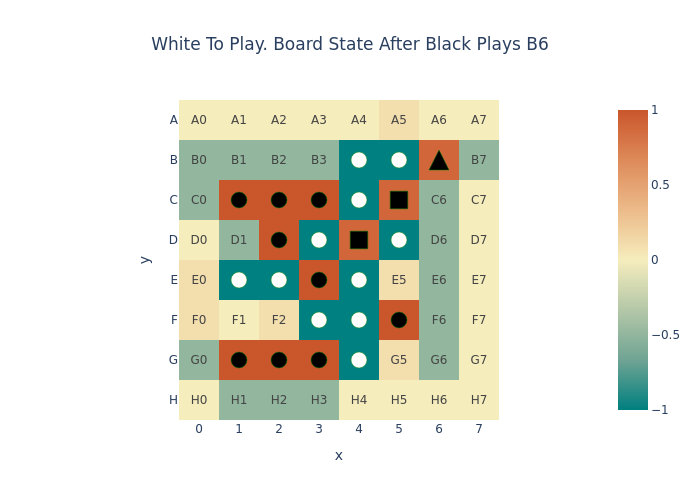 White To Play. Board State After Black Plays B6
A A0 A1 A2 A3 A4 A5 A6 A7 1
B B0 B1 B2 B3 B7
C C0 C6 C7 0.5
D D0 D1 D6 D7
y 0
E E0 E5 E6 E7
F F0 F1 F2 F6 F7 −0.5
G G0 G5 G6 G7
H H0 H1 H2 H3 H4 H5 H6 H7 −1
0 1 2 3 4 5 6 7
x